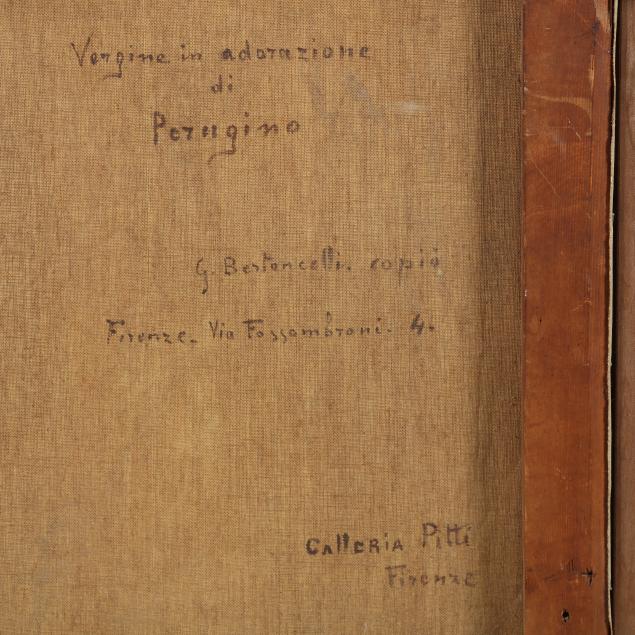 Vergine in adorazione
di
Perugino
G. Bertoncelli. copiò
Firenze. Via Fossombroni. 4.
Galleria Pitti
Firenze